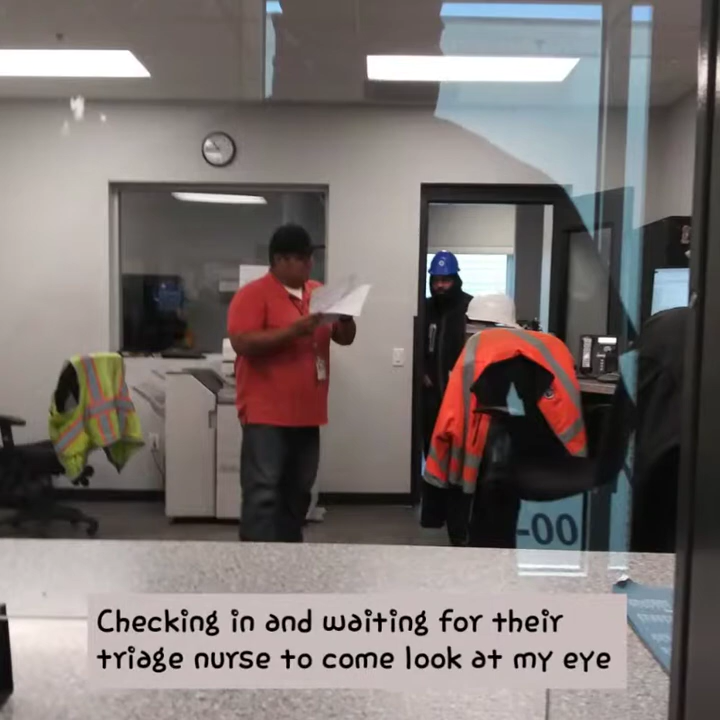 -00
Checking in and waiting for their
triage nurse to come look at my eye